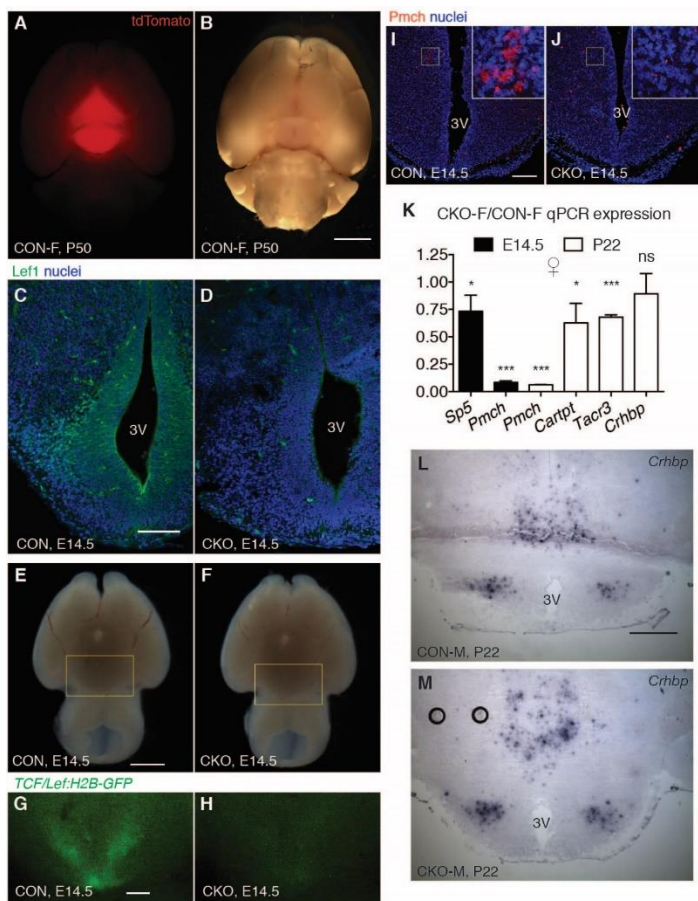 A
tdTomato
CON-F, P50
B
CON-F, P50
Lef1 nuclei
C
3V
CON, E14.5
D
3V
CKO, E14.5
E
CON, E14.5
F
CKO, E14.5
TCF/Lef:H2B-GFP
G
CON, E14.5
H
CKO, E14.5
Pmch nuclei
I
3V
CON, E14.5
J
3V
CKO, E14.5
K
CKO-F/CON-F qPCR expression
E14.5 P22
♀
1.25
1.00
0.75
0.50
0.25
0.00
* *** *** * *** ns
Sp5 Pmch Pmch Cartpt Tacr3 Crhbp
L
Crhbp
3V
CON-M, P22
M
Crhbp
3V
CKO-M, P22